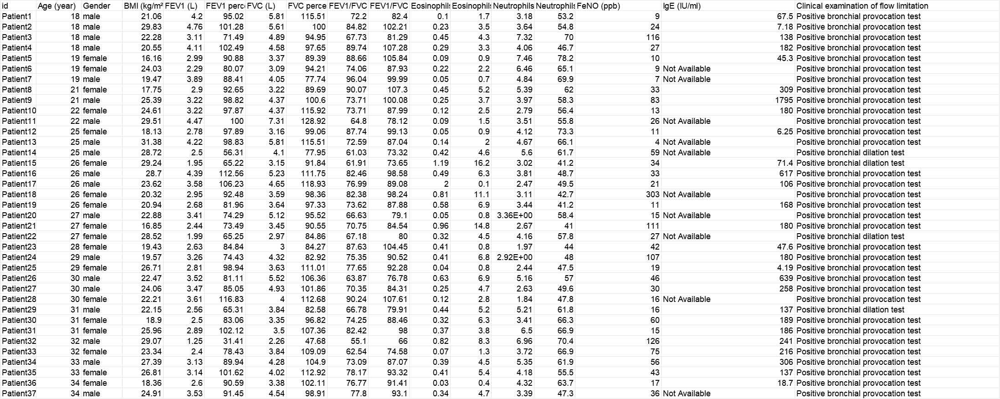 id Age (year) Gender BMI (kg/m² FEV1 (L) FEV1 perc FVC (L) FVC perce FEV1/FVC FEV1/FVC Eosinophils Eosinophils Neutrophils Neutrophils FeNO (ppb) IgE (IU/ml) Clinical examination of flow limitation
Patient1 18 male 21.06 4.2 95.02 5.81 115.51 72.2 82.4 0.1 1.7 3.18 53.2 9 67.5 Positive bronchial provocation test
Patient2 18 male 29.83 4.76 101.28 5.61 100 84.82 102.21 0.23 3.5 3.64 54.8 24 7.18 Positive bronchial provocation test
Patient3 18 male 22.28 3.11 71.49 4.89 94.95 67.73 81.29 0.45 4.3 7.32 70 116 138 Positive bronchial provocation test
Patient4 18 male 20.55 4.11 102.49 4.58 97.65 89.74 107.28 0.29 3.3 4.06 46.7 27 182 Positive bronchial provocation test
Patient5 19 female 16.16 2.99 90.88 3.37 89.39 88.66 105.84 0.09 0.9 7.46 78.2 10 45.3 Positive bronchial provocation test
Patient6 19 female 24.03 2.29 80.07 3.09 94.21 74.06 87.93 0.22 2.2 6.46 65.1 9 Not Available Positive bronchial provocation test
Patient7 19 male 19.47 3.89 88.41 4.05 77.74 96.04 99.99 0.05 0.7 4.84 69.9 7 Not Available Positive bronchial provocation test
Patient8 21 female 17.75 2.9 92.65 3.22 89.69 90.07 107.3 0.45 5.2 5.39 62 33 309 Positive bronchial provocation test
Patient9 21 male 25.39 3.22 98.82 4.37 100.6 73.71 100.08 0.25 3.7 3.97 58.3 83 1795 Positive bronchial provocation test
Patient10 22 female 24.61 3.22 97.87 4.37 115.92 73.71 87.99 0.12 2.5 2.79 56.4 13 180 Positive bronchial provocation test
Patient11 22 male 29.51 4.47 100 7.31 128.92 64.8 78.12 0.09 1.5 3.51 55.8 26 Not Available Positive bronchial provocation test
Patient12 25 female 18.13 2.78 97.89 3.16 99.06 87.74 99.13 0.05 0.9 4.12 73.3 11 6.25 Positive bronchial provocation test
Patient13 25 male 31.38 4.22 98.83 5.81 115.51 72.59 87.04 0.14 2 4.67 66.1 4 Not Available Positive bronchial provocation test
Patient14 25 male 28.72 2.5 56.31 4.1 77.95 61.03 73.32 0.42 4.6 5.6 61.7 59 Not Available Positive bronchial dilation test
Patient15 26 female 29.24 1.95 65.22 3.15 91.84 61.91 73.65 1.19 16.2 3.02 41.2 34 71.4 Positive bronchial dilation test
Patient16 26 male 28.7 4.39 112.56 5.23 111.75 82.46 98.58 0.49 6.3 3.81 48.7 33 617 Positive bronchial provocation test
Patient17 26 male 23.62 3.58 106.23 4.65 118.93 76.99 89.08 2 0.1 2.47 49.5 21 106 Positive bronchial provocation test
Patient18 26 female 20.32 2.95 92.48 3.59 98.36 82.38 98.24 0.81 11.1 3.11 42.7 303 Not Available Positive bronchial provocation test
Patient19 26 female 20.94 2.68 81.96 3.64 97.33 73.62 87.88 0.58 6.9 3.44 41.2 11 168 Positive bronchial provocation test
Patient20 27 male 22.88 3.41 74.29 5.12 95.52 66.63 79.1 0.05 0.8 3.36E+00 58.4 15 Not Available Positive bronchial provocation test
Patient21 27 female 16.85 2.44 73.49 3.45 90.55 70.75 84.54 0.96 14.8 2.67 41 111 180 Positive bronchial provocation test
Patient22 27 female 28.52 1.99 65.25 2.97 84.86 67.18 80 0.32 4.5 4.16 57.8 27 Not Available Positive bronchial dilation test
Patient23 28 female 19.43 2.63 84.84 3 84.27 87.63 104.45 0.41 0.8 1.97 44 42 47.6 Positive bronchial provocation test
Patient24 29 male 19.57 3.26 74.43 4.32 82.92 75.35 90.52 0.41 6.8 2.92E+00 48 107 180 Positive bronchial provocation test
Patient25 29 female 26.71 2.81 98.94 3.63 111.01 77.65 92.28 0.04 0.8 2.44 47.5 19 4.19 Positive bronchial provocation test
Patient26 30 male 22.47 3.52 81.11 5.52 106.36 63.87 76.78 0.63 6.9 5.16 57 46 639 Positive bronchial provocation test
Patient27 30 male 24.06 3.47 85.05 4.93 101.86 70.35 84.31 0.25 4.7 2.63 49.6 30 258 Positive bronchial provocation test
Patient28 30 female 22.21 3.61 116.83 4 112.68 90.24 107.61 0.12 2.8 1.84 47.8 16 Not Available Positive bronchial provocation test
Patient29 31 male 22.15 2.56 65.31 3.84 82.58 66.78 79.91 0.44 5.2 5.21 61.8 16 137 Positive bronchial dilation test
Patient30 31 female 18.9 2.5 83.06 3.35 96.82 74.25 88.46 0.32 6.3 3.41 66.3 60 189 Positive bronchial provocation test
Patient31 31 female 25.96 2.89 102.12 3.5 107.36 82.42 98 0.37 3.8 6.5 66.9 15 186 Positive bronchial provocation test
Patient32 32 male 29.07 1.25 31.41 2.26 47.68 55.1 66 0.82 8.3 6.96 70.4 126 241 Positive bronchial provocation test
Patient33 32 female 23.34 2.4 78.43 3.84 109.09 62.54 74.58 0.07 1.3 3.72 66.9 75 216 Positive bronchial provocation test
Patient34 33 male 27.39 3.13 89.94 4.28 104.9 73.09 87.07 0.39 4.5 5.35 61.9 56 306 Positive bronchial provocation test
Patient35 33 female 26.81 3.14 101.62 4.02 112.92 78.17 93.32 0.41 5.4 4.18 55.5 43 137 Positive bronchial provocation test
Patient36 34 female 18.36 2.6 90.59 3.38 102.11 76.77 91.41 0.03 0.4 4.32 63.7 17 18.7 Positive bronchial provocation test
Patient37 34 male 24.91 3.53 91.45 4.54 98.91 77.8 93.1 0.34 4.7 3.39 47.3 36 Not Available Positive bronchial provocation test